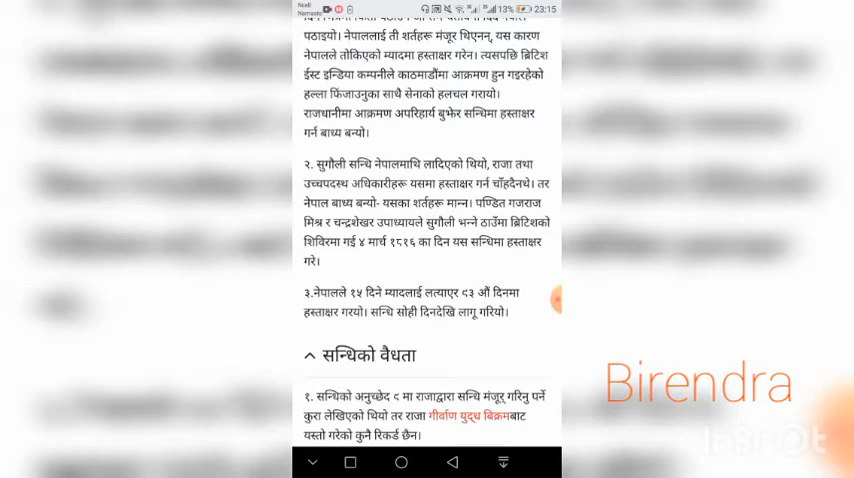 Ncell
Namaste
13% 23:15
पठाइयो। नेपाललाई ती शर्तहरू मंजूर थिएनन्, यस कारण
नेपालले तोकिएको म्यादमा हस्ताक्षर गरेन। त्यसपछि ब्रिटिश
ईस्ट इन्डिया कम्पनीले काठमाडौंमा आक्रमण हुन गइरहेको
हल्ला फिंजाउनुका साथै सेनाको हलचल गरायो।
राजधानीमा आक्रमण अपरिहार्य बुझेर सन्धिमा हस्ताक्षर
गर्न बाध्य बन्यो।
२. सुगौली सन्धि नेपालमाथि लादिएको थियो, राजा तथा
उच्चपदस्थ अधिकारीहरू यसमा हस्ताक्षर गर्न चाँहदैनथे। तर
नेपाल बाध्य बन्यो- यसका शर्तहरू मान्न। पण्डित गजराज
मिश्र र चन्द्रशेखर उपाध्यायले सुगौली भन्ने ठाउँमा ब्रिटिशको
शिविरमा गई ४ मार्च १८१६ का दिन यस सन्धिमा हस्ताक्षर
गरे।
३.नेपालले १५ दिने म्यादलाई लत्याएर ९३ औं दिनमा
हस्ताक्षर गरयो। सन्धि सोही दिनदेखि लागू गरियो।
सन्धिको वैधता
१. सन्धिको अनुच्छेद ९ मा राजाद्वारा सन्धि मंजूर् गरिनु पर्ने
कुरा लेखिएको थियो तर राजा गीर्वाण युद्ध बिक्रमबाट
यस्तो गरेको कुनै रिकर्ड छैन।
Birendra
InShOt